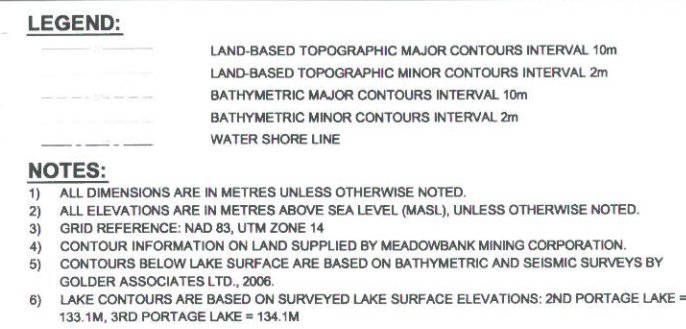 LEGEND:
LAND-BASED TOPOGRAPHIC MAJOR CONTOURS INTERVAL 10m
LAND-BASED TOPOGRAPHIC MINOR CONTOURS INTERVAL 2m
BATHYMETRIC MAJOR CONTOURS INTERVAL 10m
BATHYMETRIC MINOR CONTOURS INTERVAL 2m
WATER SHORE LINE
NOTES:
1) ALL DIMENSIONS ARE IN METRES UNLESS OTHERWISE NOTED.
2) ALL ELEVATIONS ARE IN METRES ABOVE SEA LEVEL (MASL), UNLESS OTHERWISE NOTED.
3) GRID REFERENCE: NAD 83, UTM ZONE 14
4) CONTOUR INFORMATION ON LAND SUPPLIED BY MEADOWBANK MINING CORPORATION.
5) CONTOURS BELOW LAKE SURFACE ARE BASED ON BATHYMETRIC AND SEISMIC SURVEYS BY
GOLDER ASSOCIATES LTD., 2006.
6) LAKE CONTOURS ARE BASED ON SURVEYED LAKE SURFACE ELEVATIONS: 2ND PORTAGE LAKE =
133.1M, 3RD PORTAGE LAKE = 134.1M